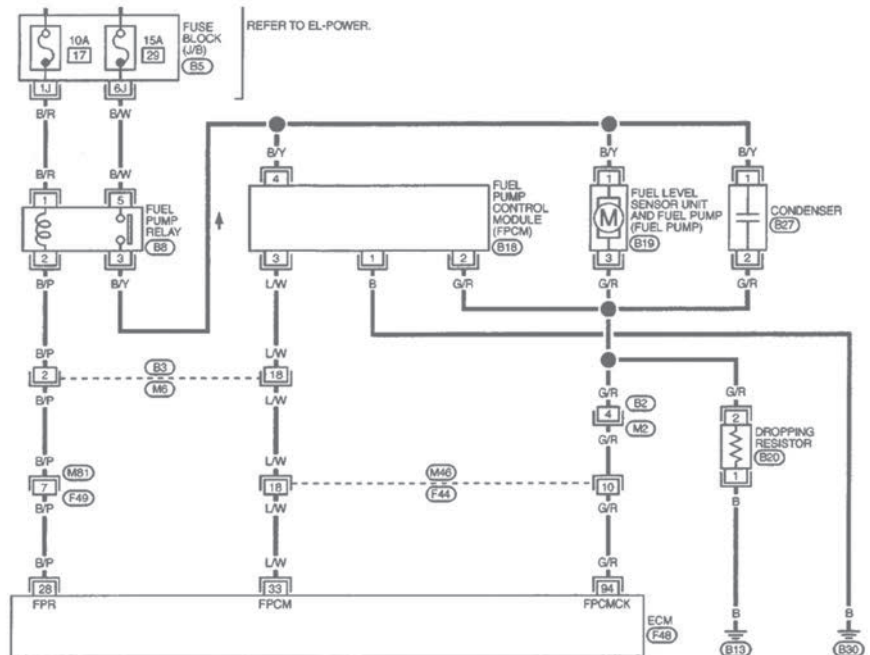 REFER TO EL-POWER.
10A
17
15A
29
FUSE
BLOCK
(J/B)
B5
1J
6J
B/R
B/W
B/R
B/W
1
5
FUEL
PUMP
RELAY
B8
2
3
B/P
B/Y
B/Y
4
FUEL
PUMP
CONTROL
MODULE
(FPCM)
B18
3
1
2
L/W
B
G/R
B/Y
1
M
FUEL LEVEL
SENSOR UNIT
AND FUEL PUMP
(FUEL PUMP)
B19
3
G/R
B/Y
1
CONDENSER
B27
2
G/R
B/P
2
B/P
B3
M6
L/W
18
L/W
G/R
4
G/R
B2
M2
G/R
2
DROPPING
RESISTOR
B20
1
B
B/P
7
B/P
M81
F49
L/W
18
L/W
M46
F44
10
G/R
B/P
L/W
G/R
28
33
94
FPR
FPCM
FPCMCK
ECM
F48
B
B13
B
B30